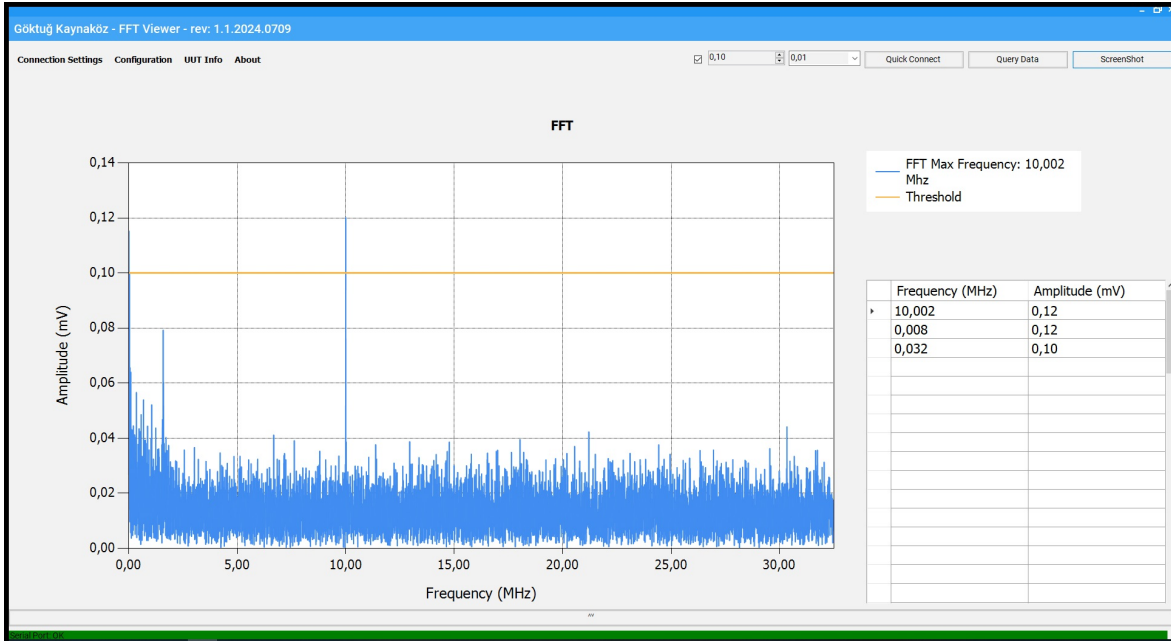 Göktuğ Kaynaköz - FFT Viewer - rev: 1.1.2024.0709
Connection Settings Configuration UUT Info About
0,10 0,01 Quick Connect Query Data ScreenShot
FFT
FFT Max Frequency: 10,002
Mhz
Threshold
Amplitude (mV)
0,14
0,12
0,10
0,08
0,06
0,04
0,02
0,00
0,00 5,00 10,00 15,00 20,00 25,00 30,00
Frequency (MHz)
Frequency (MHz) Amplitude (mV)
10,002 0,12
0,008 0,12
0,032 0,10
Serial Port: OK